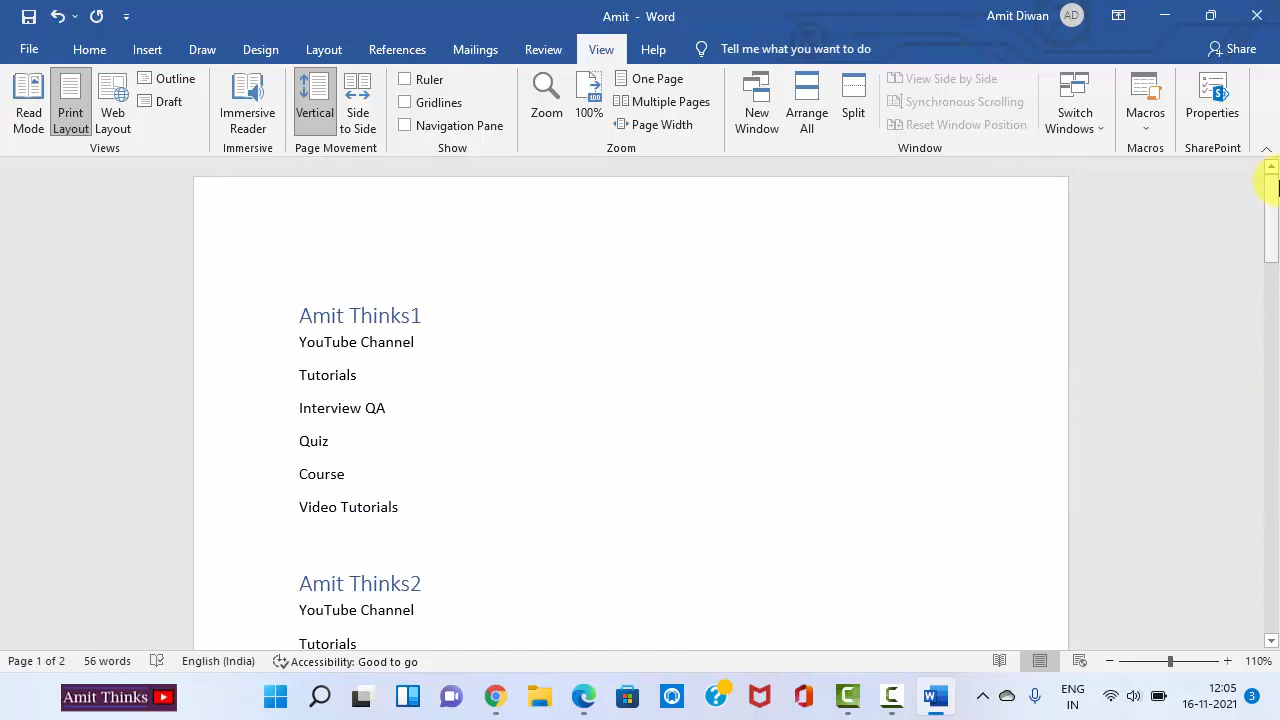 Amit - Word
Amit Diwan AD
File Home Insert Draw Design Layout References Mailings Review View Help Tell me what you want to do Share
Read Mode
Print Layout
Web Layout
Outline
Draft
Views
Immersive Reader
Immersive
Vertical
Side to Side
Page Movement
Ruler
Gridlines
Navigation Pane
Show
Zoom
100
100%
One Page
Multiple Pages
Page Width
Zoom
New Window
Arrange All
Split
View Side by Side
Synchronous Scrolling
Reset Window Position
Switch Windows
Window
Macros
Macros
Properties
SharePoint
Amit Thinks1
YouTube Channel
Tutorials
Interview QA
Quiz
Course
Video Tutorials
Amit Thinks2
YouTube Channel
Tutorials
Page 1 of 2 56 words English (India) Accessibility: Good to go 110%
Amit Thinks
ENG
IN
12:05
16-11-2021
3